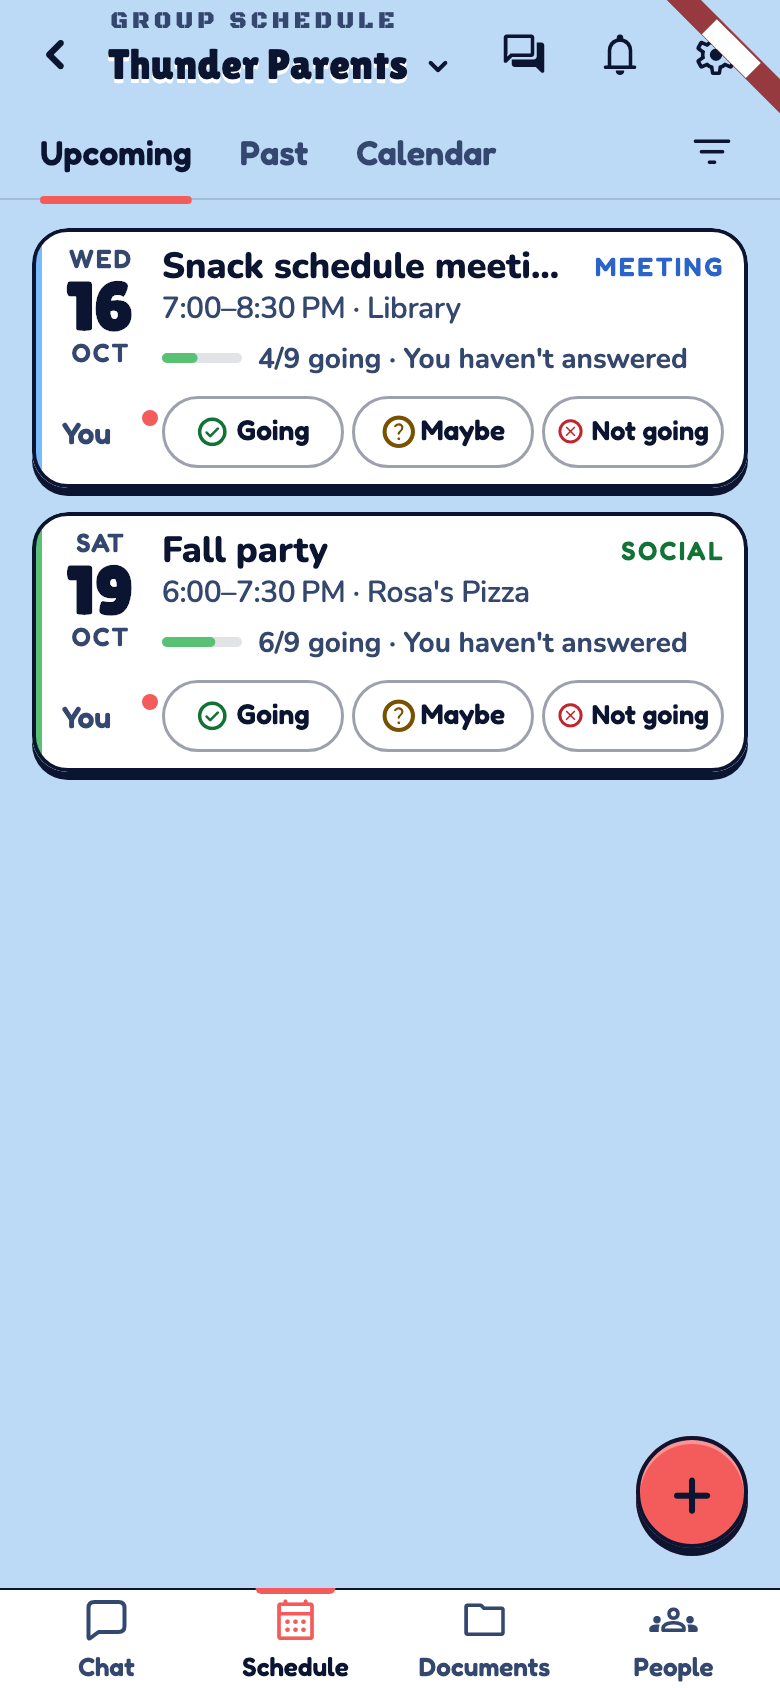 GROUP SCHEDULE
Thunder Parents
Upcoming Past Calendar
WED
16
OCT
Snack schedule meeti... MEETING
7:00–8:30 PM · Library
4/9 going · You haven't answered
You Going Maybe Not going
SAT
19
OCT
Fall party SOCIAL
6:00–7:30 PM · Rosa's Pizza
6/9 going · You haven't answered
You Going Maybe Not going
Chat Schedule Documents People